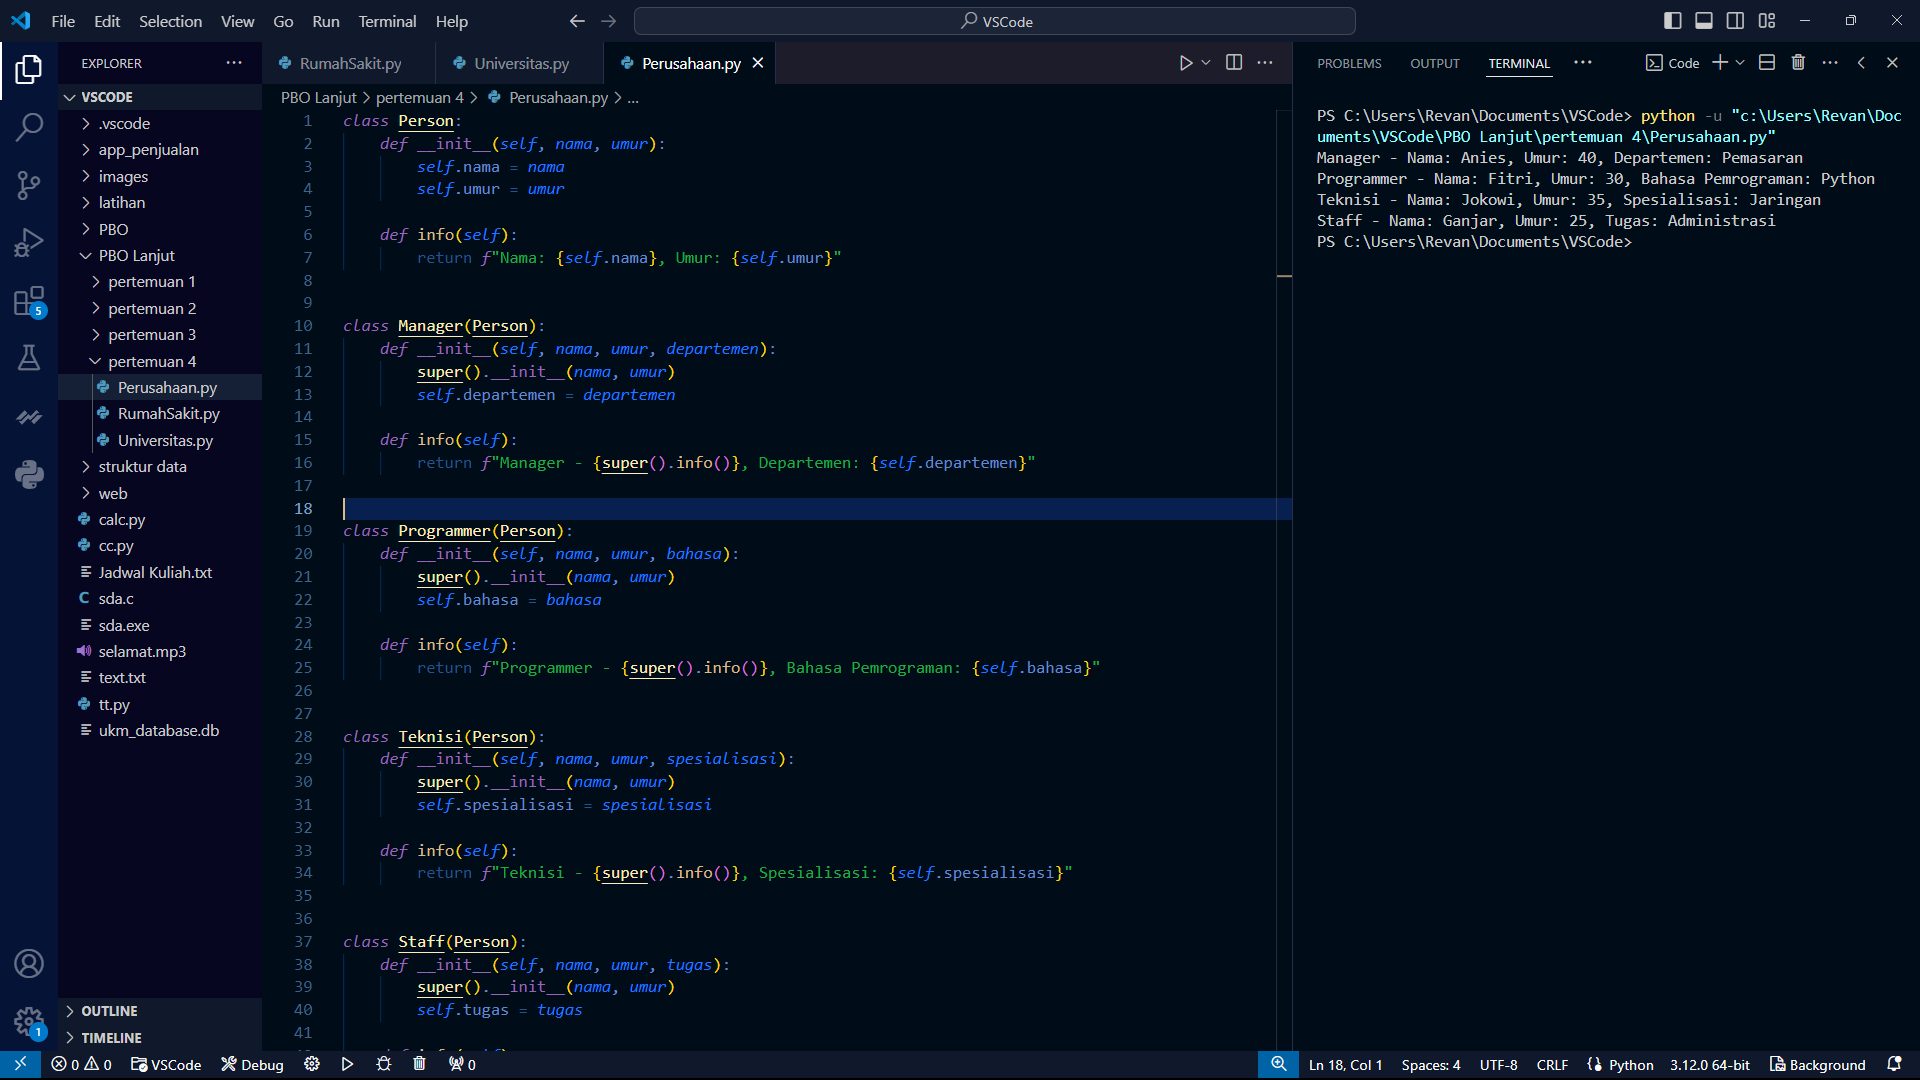 File Edit Selection View Go Run Terminal Help
VSCode
EXPLORER
VSCODE
.vscode
app_penjualan
images
latihan
PBO
PBO Lanjut
pertemuan 1
pertemuan 2
pertemuan 3
pertemuan 4
Perusahaan.py
RumahSakit.py
Universitas.py
struktur data
web
calc.py
cc.py
Jadwal Kuliah.txt
C sda.c
sda.exe
selamat.mp3
text.txt
tt.py
ukm_database.db
OUTLINE
TIMELINE
5
1
RumahSakit.py Universitas.py Perusahaan.py
PBO Lanjut > pertemuan 4 > Perusahaan.py > ...
1 class Person:
2 def __init__(self, nama, umur):
3 self.nama = nama
4 self.umur = umur
5
6 def info(self):
7 return f"Nama: {self.nama}, Umur: {self.umur}"
8
9
10 class Manager(Person):
11 def __init__(self, nama, umur, departemen):
12 super().__init__(nama, umur)
13 self.departemen = departemen
14
15 def info(self):
16 return f"Manager - {super().info()}, Departemen: {self.departemen}"
17
18
19 class Programmer(Person):
20 def __init__(self, nama, umur, bahasa):
21 super().__init__(nama, umur)
22 self.bahasa = bahasa
23
24 def info(self):
25 return f"Programmer - {super().info()}, Bahasa Pemrograman: {self.bahasa}"
26
27
28 class Teknisi(Person):
29 def __init__(self, nama, umur, spesialisasi):
30 super().__init__(nama, umur)
31 self.spesialisasi = spesialisasi
32
33 def info(self):
34 return f"Teknisi - {super().info()}, Spesialisasi: {self.spesialisasi}"
35
36
37 class Staff(Person):
38 def __init__(self, nama, umur, tugas):
39 super().__init__(nama, umur)
40 self.tugas = tugas
41
PROBLEMS OUTPUT TERMINAL Code
PS C:\Users\Revan\Documents\VSCode> python -u "c:\Users\Revan\Doc
uments\VSCode\PBO Lanjut\pertemuan 4\Perusahaan.py"
Manager - Nama: Anies, Umur: 40, Departemen: Pemasaran
Programmer - Nama: Fitri, Umur: 30, Bahasa Pemrograman: Python
Teknisi - Nama: Jokowi, Umur: 35, Spesialisasi: Jaringan
Staff - Nama: Ganjar, Umur: 25, Tugas: Administrasi
PS C:\Users\Revan\Documents\VSCode>
0 0 VSCode Debug 0 Ln 18, Col 1 Spaces: 4 UTF-8 CRLF Python 3.12.0 64-bit Background